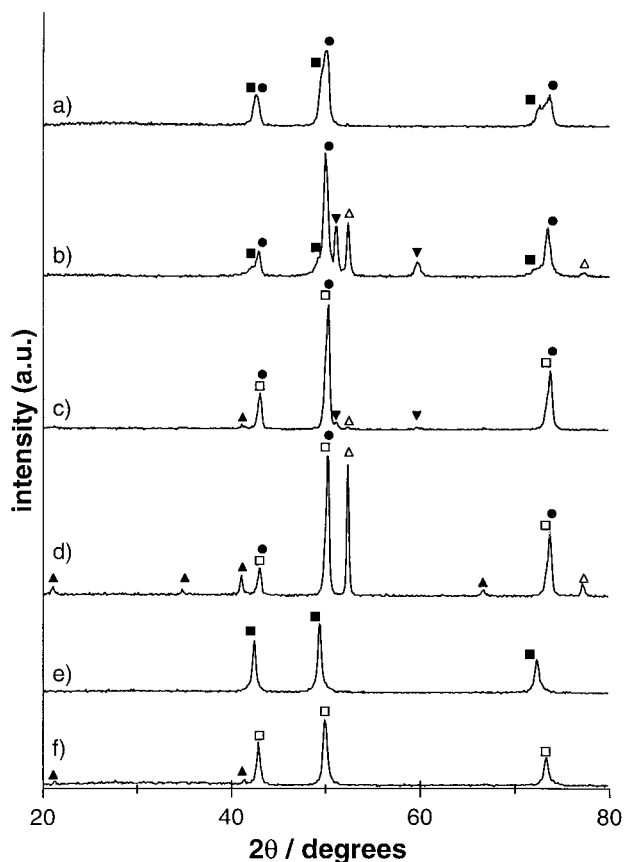 a)
b)
c)
d)
e)
f)
intensity (a.u.)
20
40
60
80
2θ / degrees